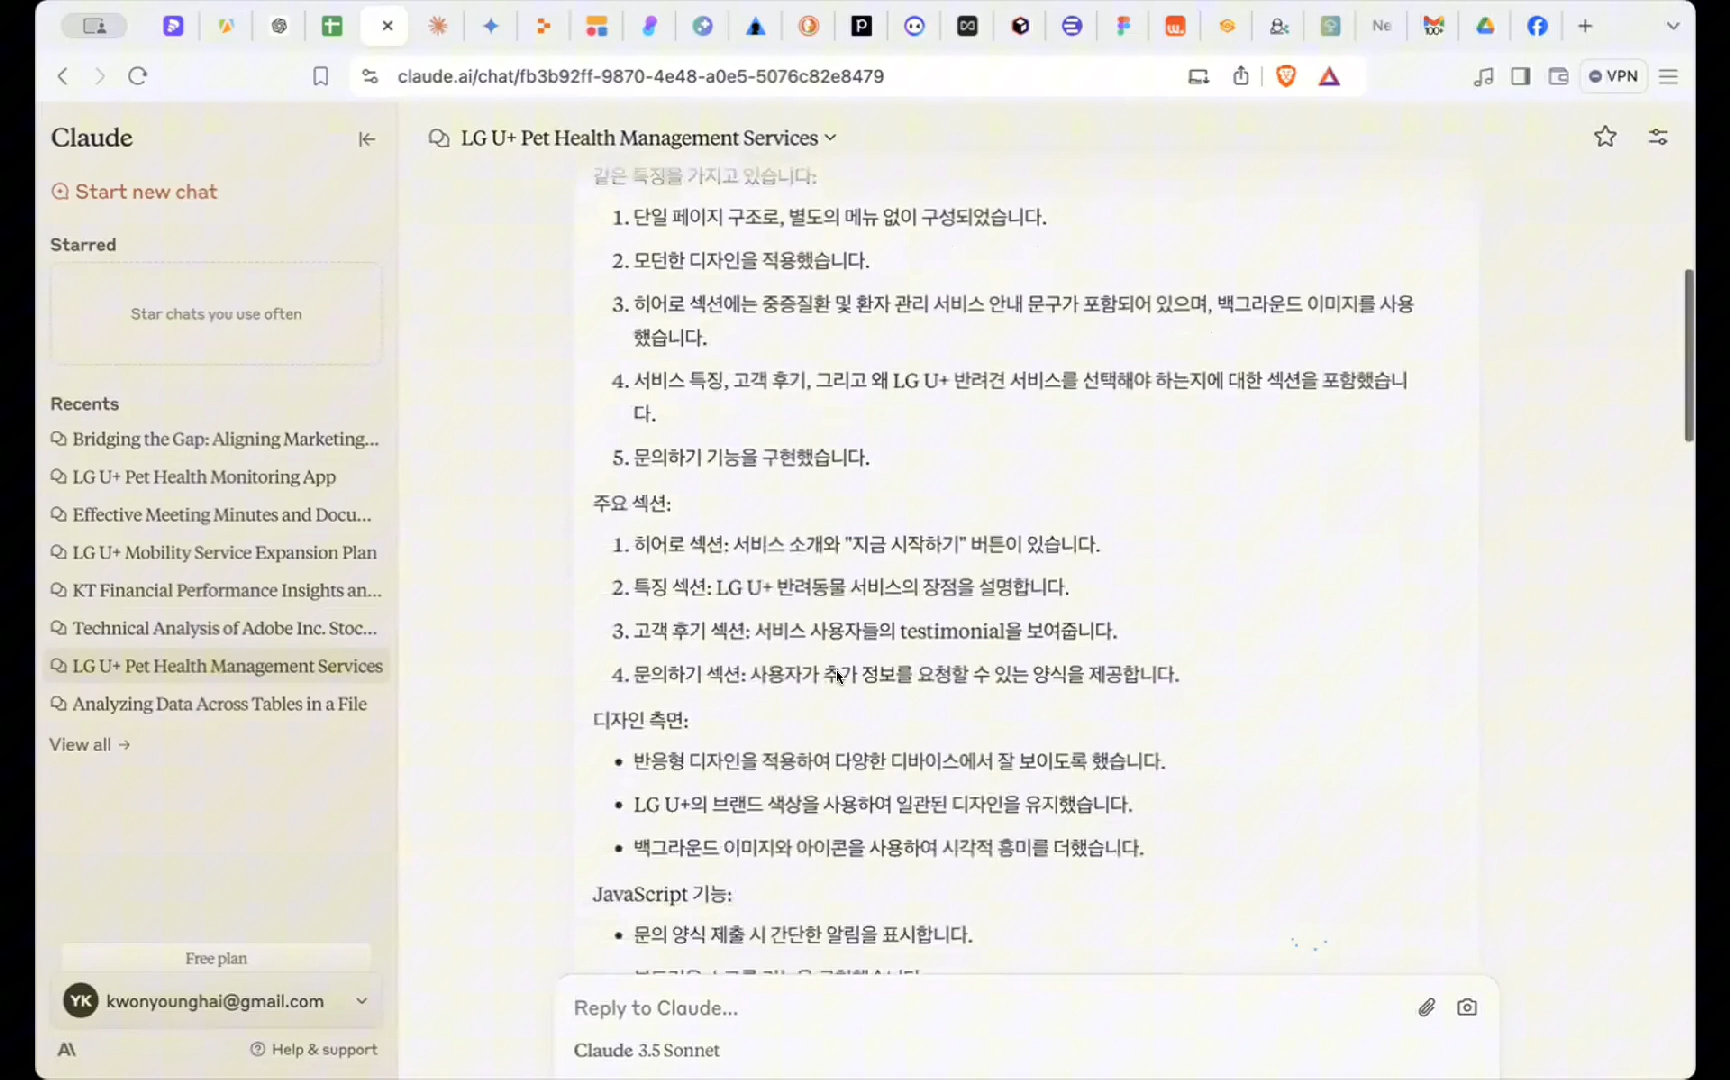 Ne
100+
claude.ai/chat/fb3b92ff-9870-4e48-a0e5-5076c82e8479
VPN
Claude
Start new chat
Starred
Star chats you use often
Recents
Bridging the Gap: Aligning Marketing...
LG U+ Pet Health Monitoring App
Effective Meeting Minutes and Docu...
LG U+ Mobility Service Expansion Plan
KT Financial Performance Insights an...
Technical Analysis of Adobe Inc. Stoc...
LG U+ Pet Health Management Services
Analyzing Data Across Tables in a File
View all →
Free plan
YK kwonyounghai@gmail.com
A\ Help & support
LG U+ Pet Health Management Services
같은 특징을 가지고 있습니다:
1. 단일 페이지 구조로, 별도의 메뉴 없이 구성되었습니다.
2. 모던한 디자인을 적용했습니다.
3. 히어로 섹션에는 중증질환 및 환자 관리 서비스 안내 문구가 포함되어 있으며, 백그라운드 이미지를 사용
했습니다.
4. 서비스 특징, 고객 후기, 그리고 왜 LG U+ 반려견 서비스를 선택해야 하는지에 대한 섹션을 포함했습니
다.
5. 문의하기 기능을 구현했습니다.
주요 섹션:
1. 히어로 섹션: 서비스 소개와 "지금 시작하기" 버튼이 있습니다.
2. 특징 섹션: LG U+ 반려동물 서비스의 장점을 설명합니다.
3. 고객 후기 섹션: 서비스 사용자들의 testimonial을 보여줍니다.
4. 문의하기 섹션: 사용자가 추가 정보를 요청할 수 있는 양식을 제공합니다.
디자인 측면:
• 반응형 디자인을 적용하여 다양한 디바이스에서 잘 보이도록 했습니다.
• LG U+의 브랜드 색상을 사용하여 일관된 디자인을 유지했습니다.
• 백그라운드 이미지와 아이콘을 사용하여 시각적 흥미를 더했습니다.
JavaScript 기능:
• 문의 양식 제출 시 간단한 알림을 표시합니다.
Reply to Claude...
Claude 3.5 Sonnet